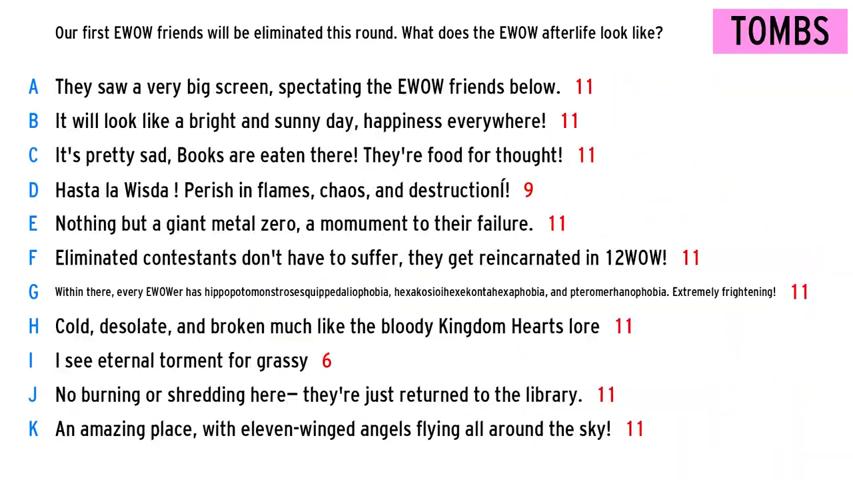 Our first EWOW friends will be eliminated this round. What does the EWOW afterlife look like?
TOMBS
A They saw a very big screen, spectating the EWOW friends below. 11
B It will look like a bright and sunny day, happiness everywhere! 11
C It's pretty sad, Books are eaten there! They're food for thought! 11
D Hasta la Wisda ! Perish in flames, chaos, and destructionÍ! 9
E Nothing but a giant metal zero, a momument to their failure. 11
F Eliminated contestants don't have to suffer, they get reincarnated in 12WOW! 11
G Within there, every EWOWer has hippopotomonstrosesquippedaliophobia, hexakosioihexekontahexaphobia, and pteromerhanophobia. Extremely frightening! 11
H Cold, desolate, and broken much like the bloody Kingdom Hearts lore 11
I I see eternal torment for grassy 6
J No burning or shredding here— they're just returned to the library. 11
K An amazing place, with eleven-winged angels flying all around the sky! 11